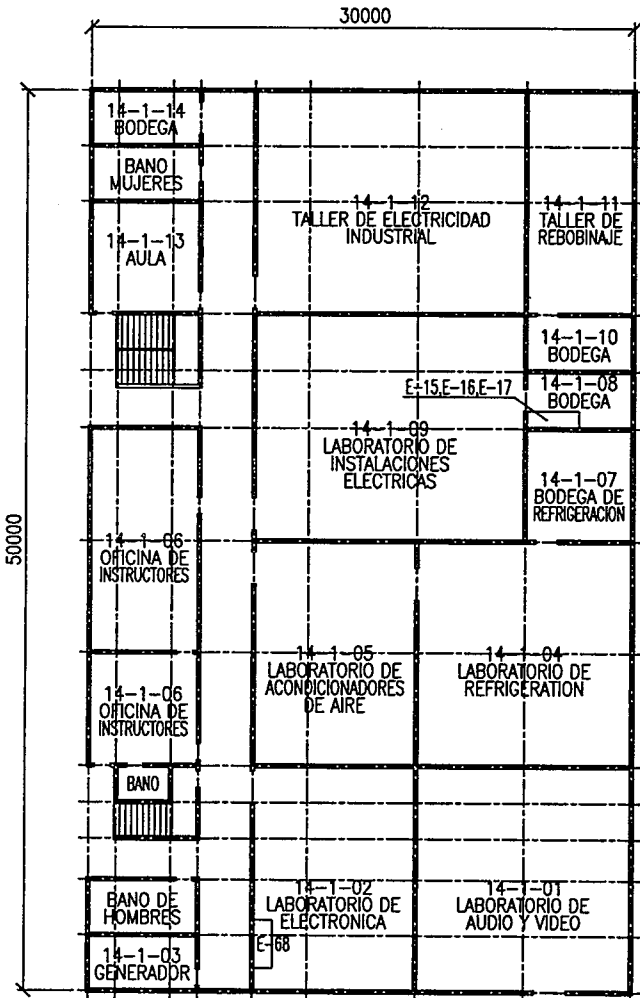 30000
50000
14-1-14
BODEGA
BANO
MUJERES
14-1-13
AULA
14-1-12
TALLER DE ELECTRICIDAD
INDUSTRIAL
14-1-11
TALLER DE
REBOBINAJE
14-1-10
BODEGA
14-1-08
BODEGA
E-15,E-16,E-17
14-1-09
LABORATORIO DE
INSTALACIONES
ELECTRICAS
14-1-07
BODEGA DE
REFRIGERACION
14-1-06
OFICINA DE
INSTRUCTORES
14-1-05
LABORATORIO DE
ACONDICIONADORES
DE AIRE
14-1-04
LABORATORIO DE
REFRIGERATION
14-1-06
OFICINA DE
INSTRUCTORES
BANO
BANO DE
HOMBRES
14-1-03
GENERADOR
14-1-02
LABORATORIO DE
ELECTRONICA
E-68
14-1-01
LABORATORIO DE
AUDIO Y VIDEO